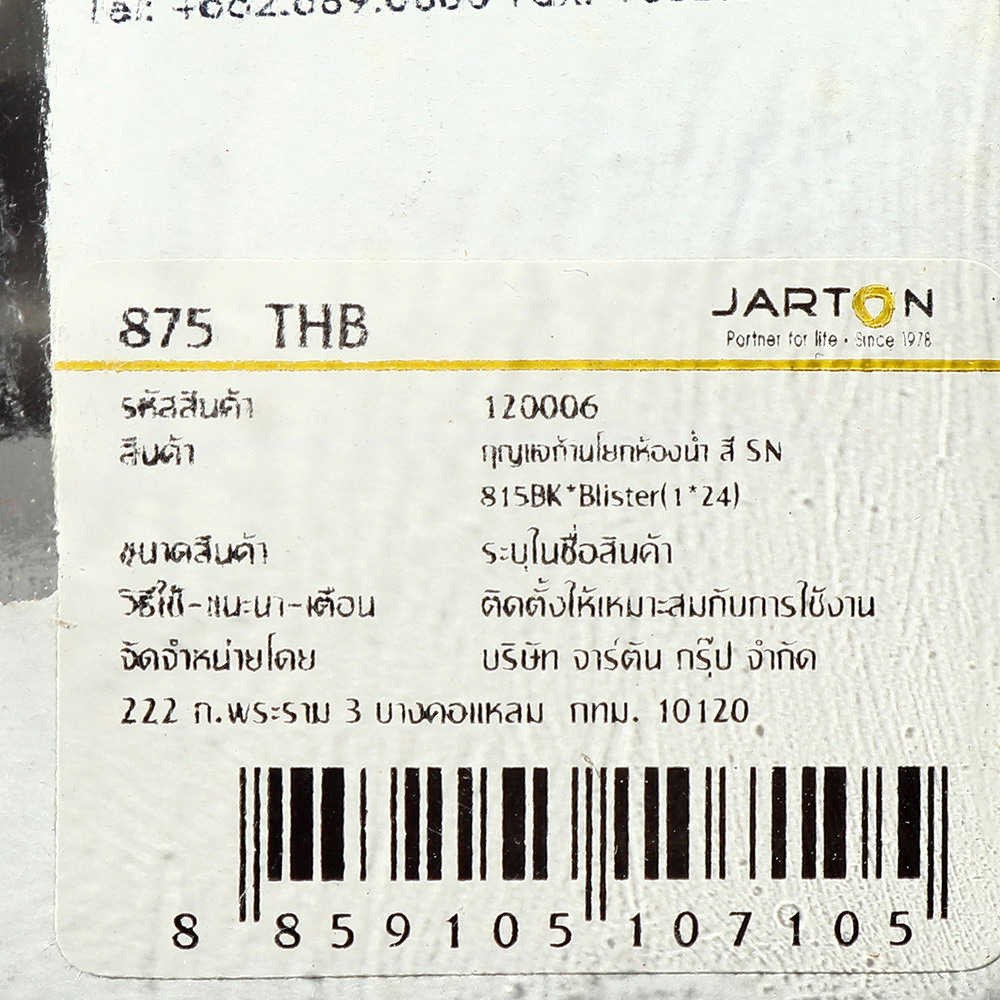 Tel: +662.689.0080 Fax:
875 THB
JARTON
Partner for life • Since 1978
รหัสสินค้า 120006
สินค้า กุญแจก้านโยกห้องน้ำ สี SN
815BK*Blister(1*24)
ขนาดสินค้า ระบุในชื่อสินค้า
วิธีใช้-แนะนำ-เตือน ติดตั้งให้เหมาะสมกับการใช้งาน
จัดจำหน่ายโดย บริษัท จาร์ตัน กรุ๊ป จำกัด
222 ถ.พระราม 3 บางคอแหลม กทม. 10120
8 859105 107105